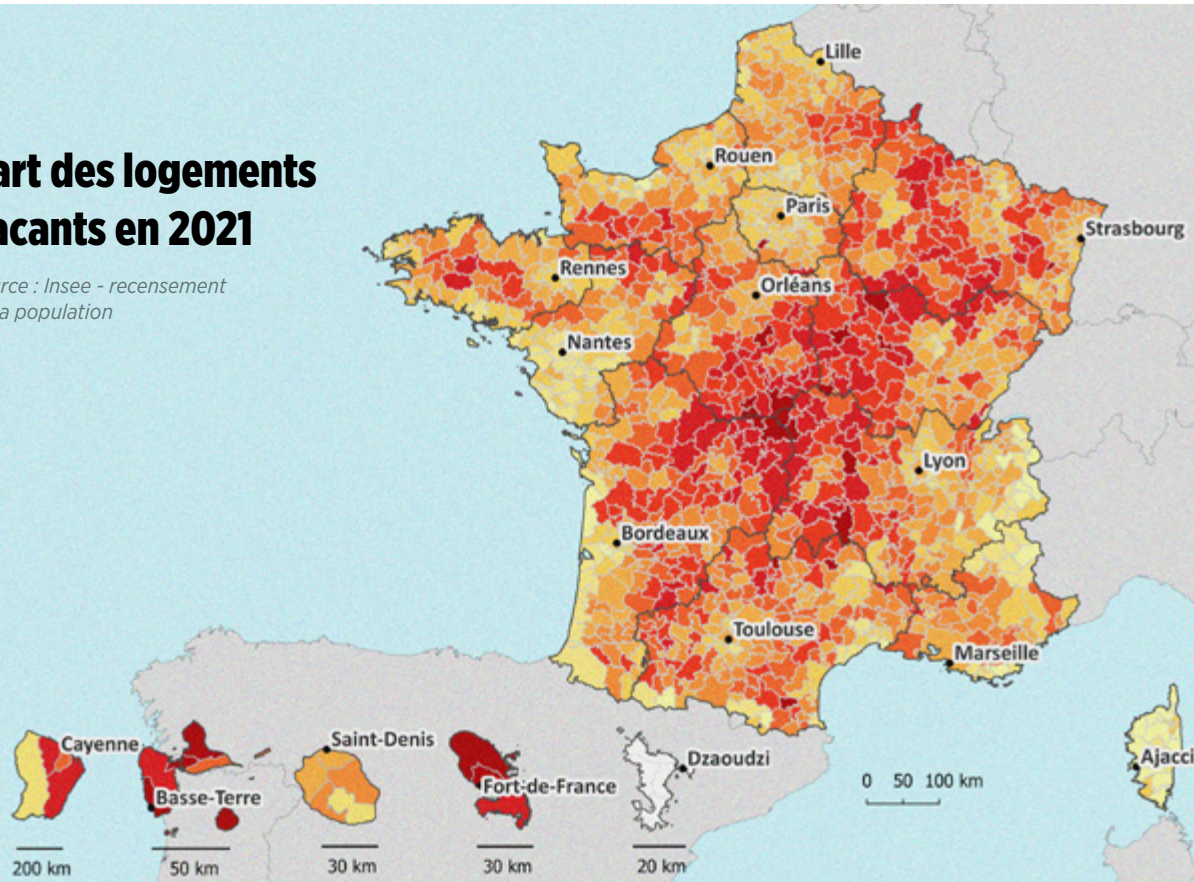 art des logements
acants en 2021
rce : Insee - recensement
a population
Lille
Rouen
Paris
Strasbourg
Rennes
Orléans
Nantes
Lyon
Bordeaux
Toulouse
Marseille
Cayenne
Saint-Denis
Dzaoudzi
Ajacci
Basse-Terre
Fort-de-France
0 50 100 km
200 km
50 km
30 km
30 km
20 km